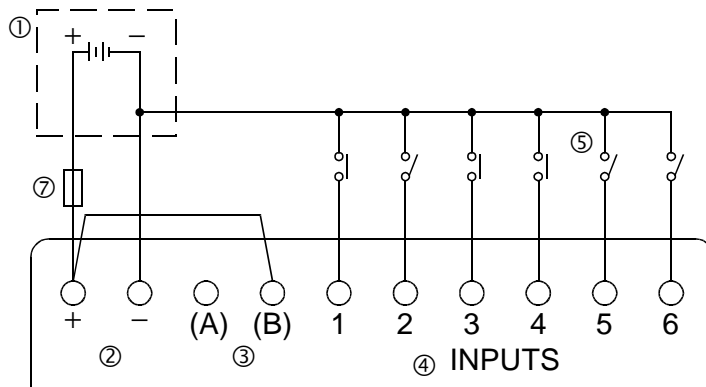 ① + −
⑤
⑦
+ − (A) (B) 1 2 3 4 5 6
② ③ ④ INPUTS